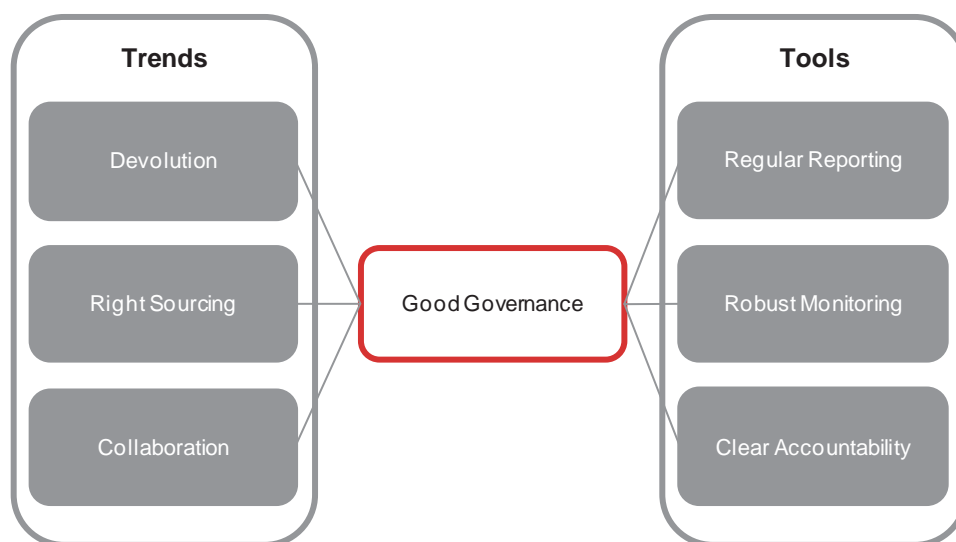 Trends
Devolution
Right Sourcing
Collaboration
Good Governance
Tools
Regular Reporting
Robust Monitoring
Clear Accountability